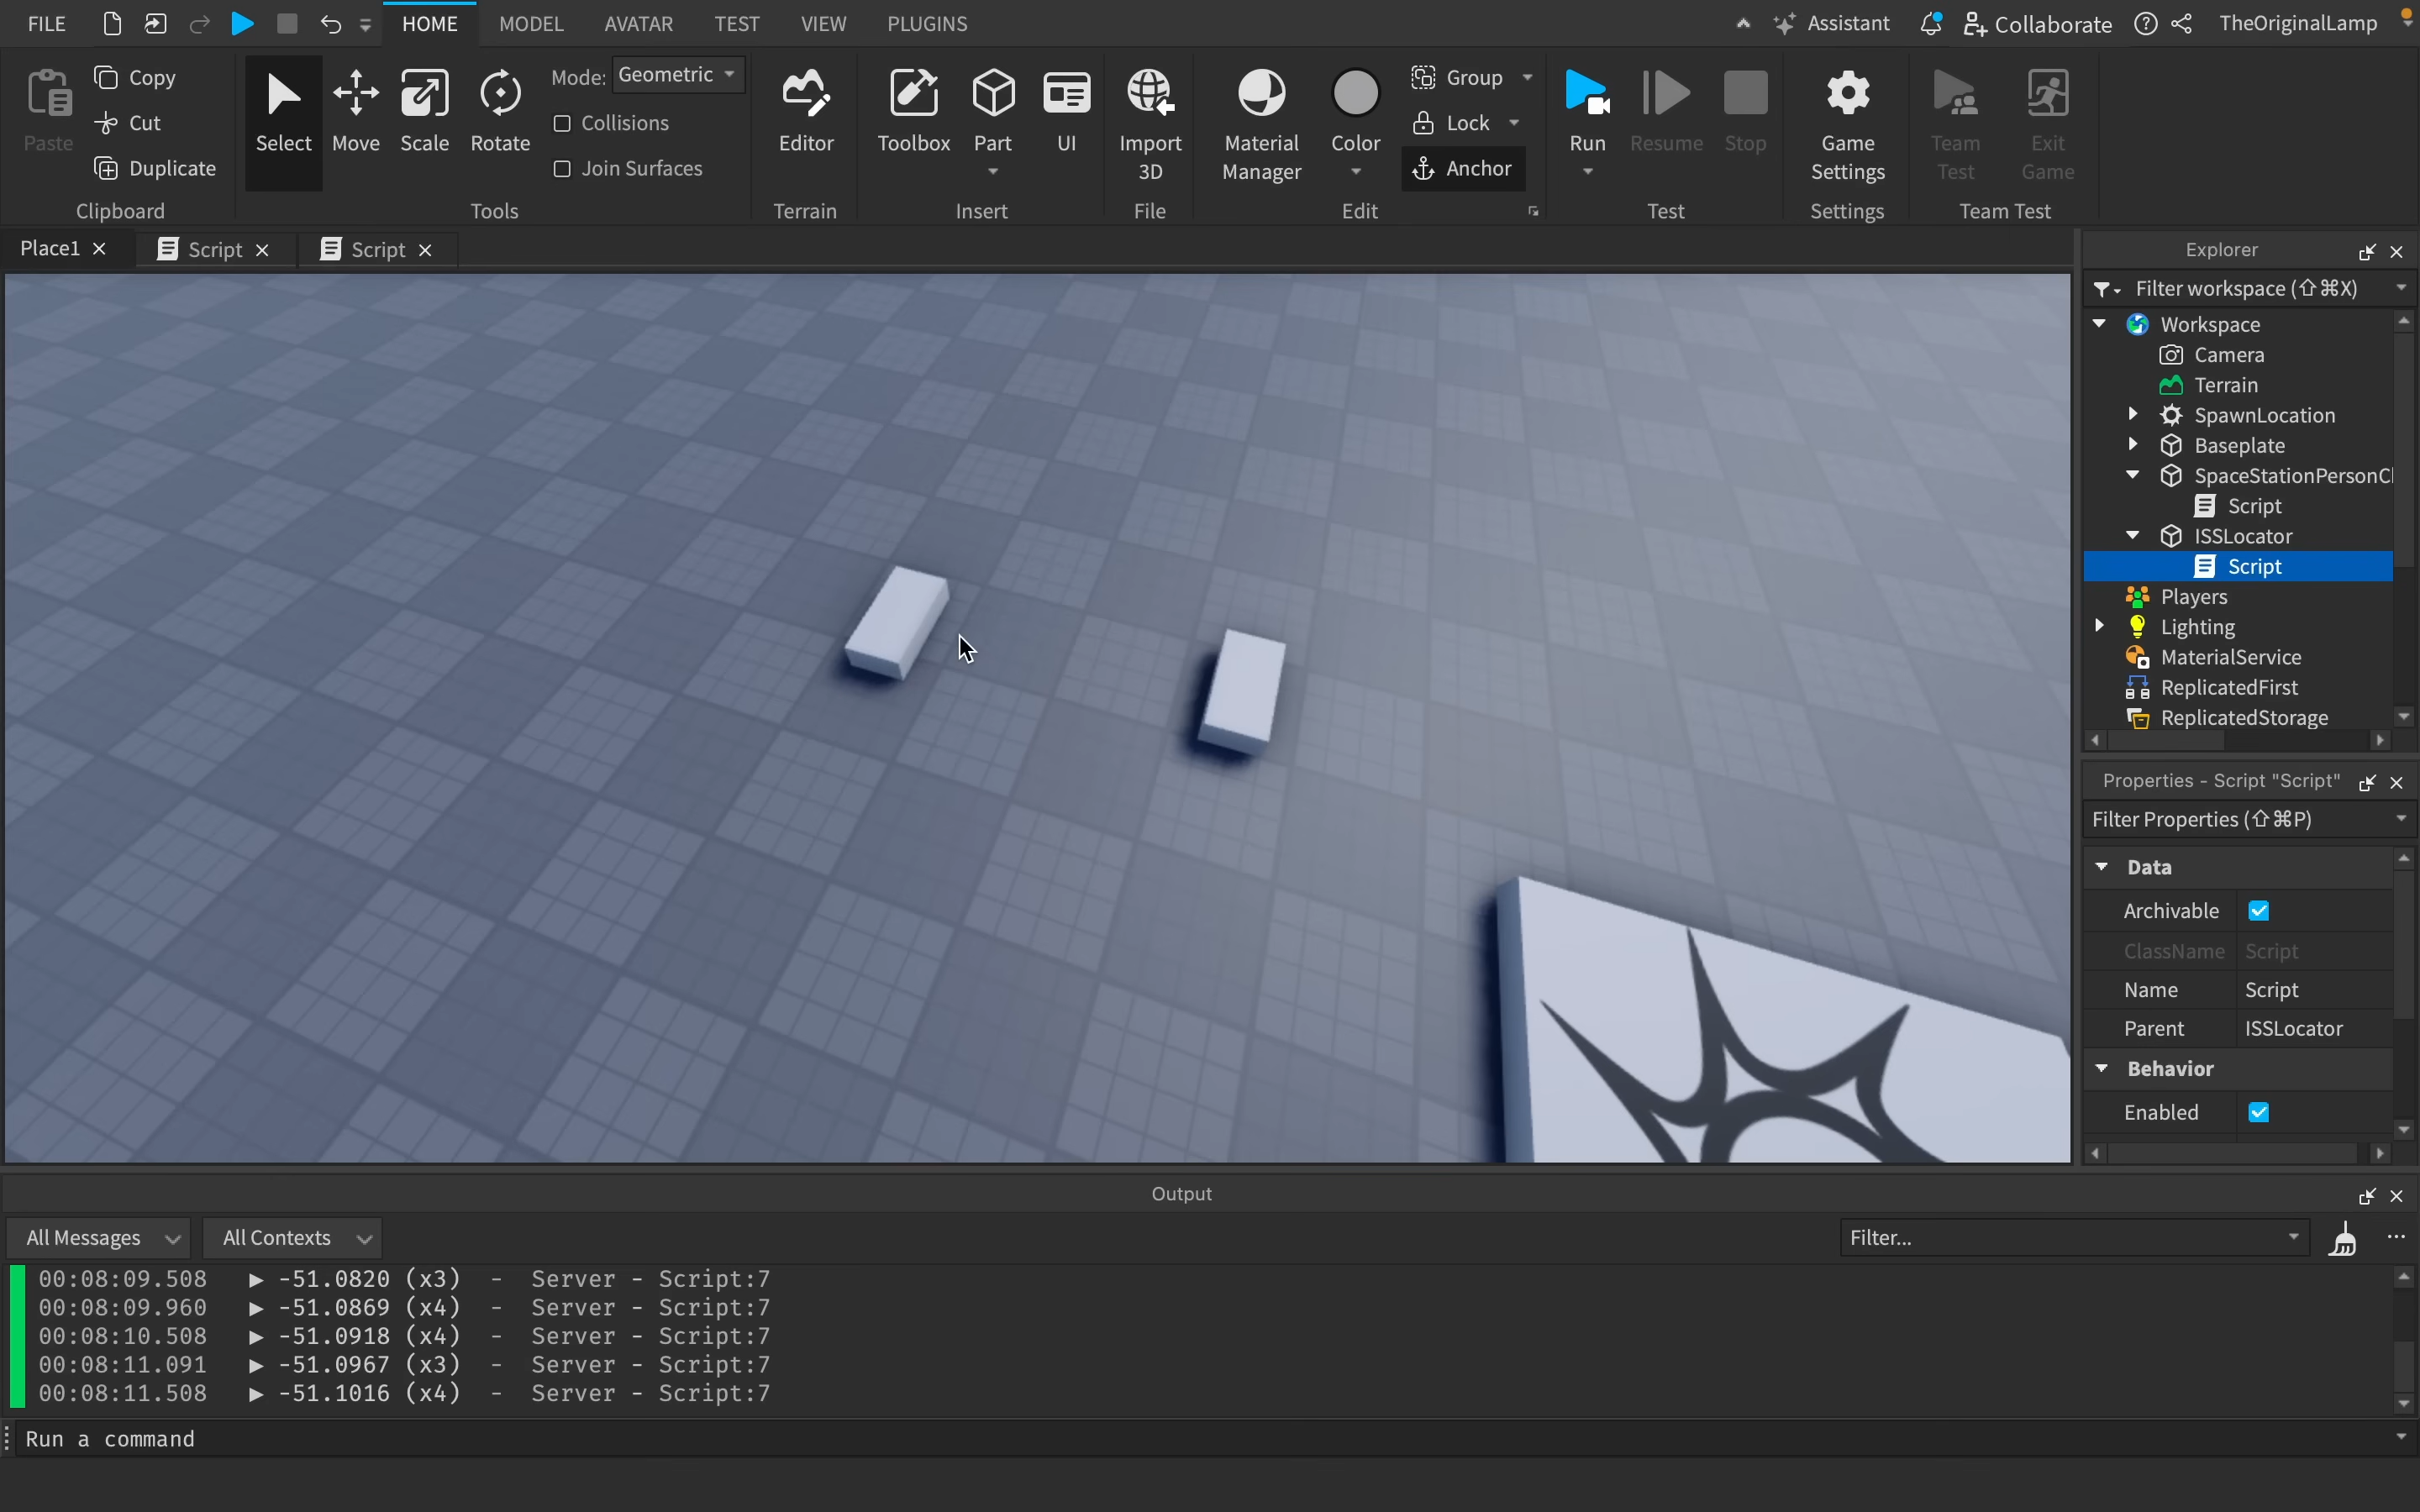 FILE HOME MODEL AVATAR TEST VIEW PLUGINS Assistant Collaborate TheOriginalLamp
Paste Copy Cut Duplicate
Clipboard
Select Move Scale Rotate Mode: Geometric
Collisions
Join Surfaces
Tools
Editor
Terrain
Toolbox Part UI
Insert
Import 3D
File
Material Manager Color Group Lock Anchor
Edit
Run Resume Stop
Test
Game Settings
Settings
Team Test Exit Game
Team Test
Place1 Script Script
Explorer
Filter workspace (⇧⌘X)
Workspace
Camera
Terrain
SpawnLocation
Baseplate
SpaceStationPersonCl
Script
ISSLocator
Script
Players
Lighting
MaterialService
ReplicatedFirst
ReplicatedStorage
Properties - Script "Script"
Filter Properties (⇧⌘P)
Data
Archivable
ClassName Script
Name Script
Parent ISSLocator
Behavior
Enabled
Output
All Messages All Contexts Filter...
00:08:09.508 ▶ -51.0820 (x3) - Server - Script:7
00:08:09.960 ▶ -51.0869 (x4) - Server - Script:7
00:08:10.508 ▶ -51.0918 (x4) - Server - Script:7
00:08:11.091 ▶ -51.0967 (x3) - Server - Script:7
00:08:11.508 ▶ -51.1016 (x4) - Server - Script:7
Run a command